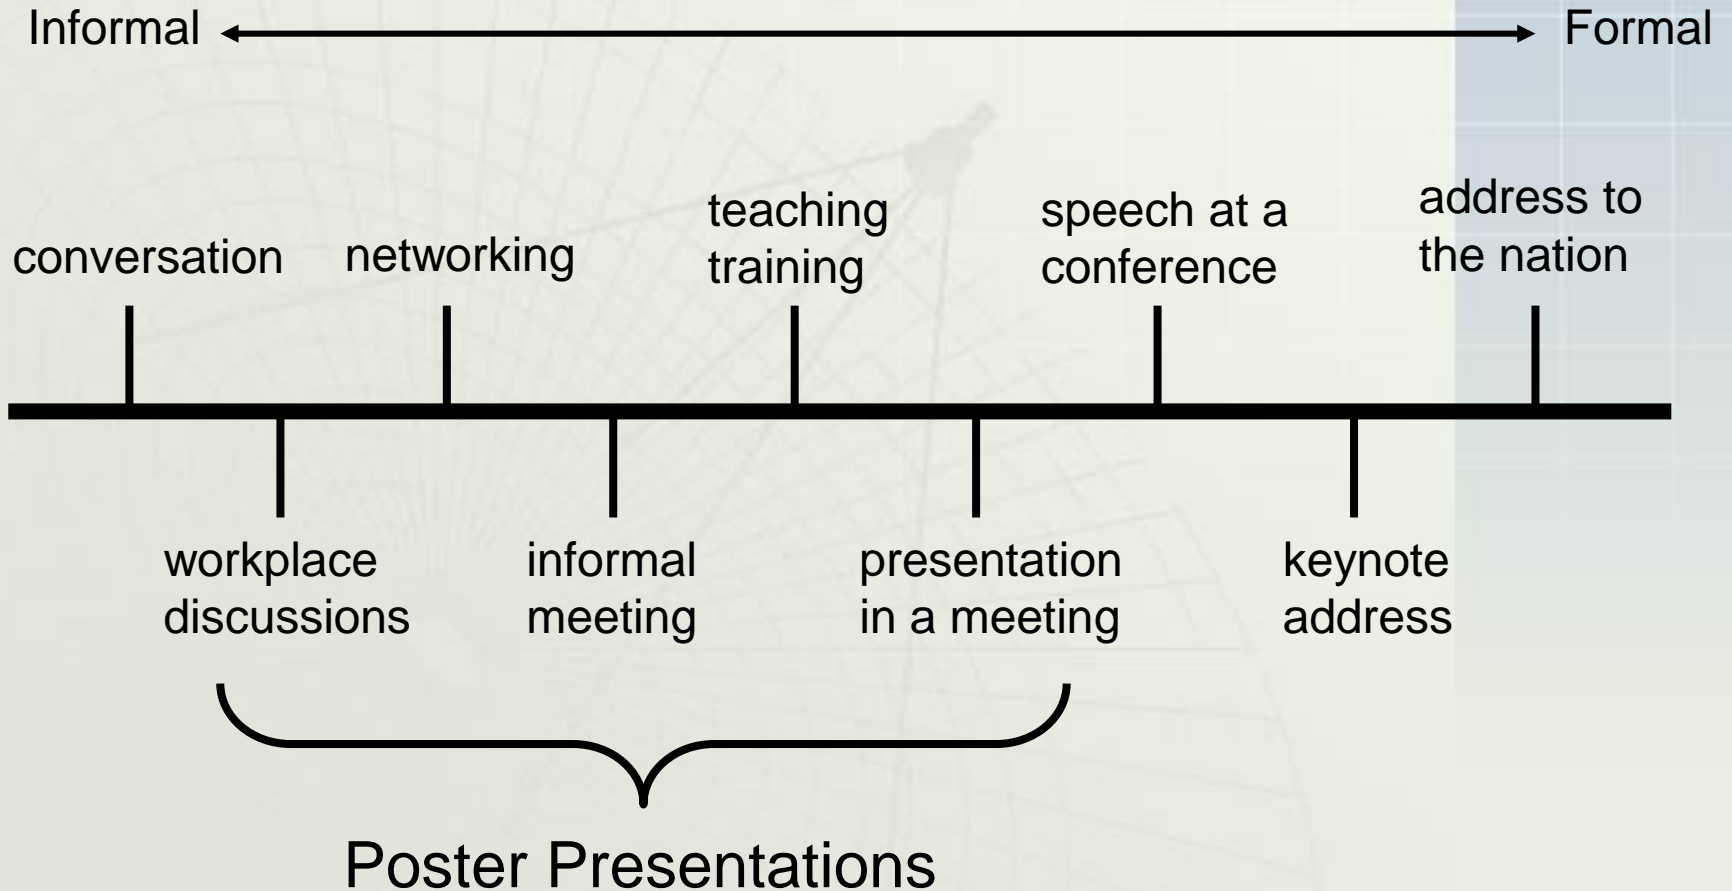 Informal
Formal
conversation
networking
teaching
training
speech at a
conference
address to
the nation
workplace
discussions
informal
meeting
presentation
in a meeting
keynote
address
Poster Presentations